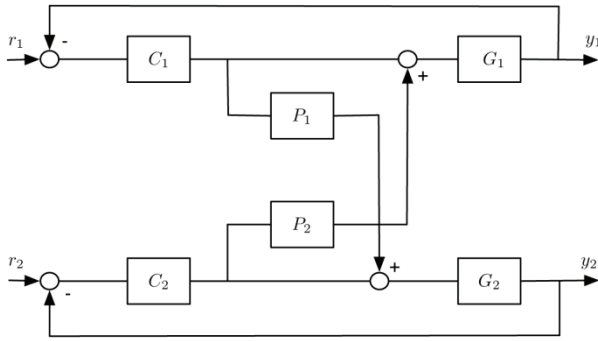 r₁ - C₁ + G₁ y₁
P₁
P₂
r₂ - C₂ + G₂ y₂